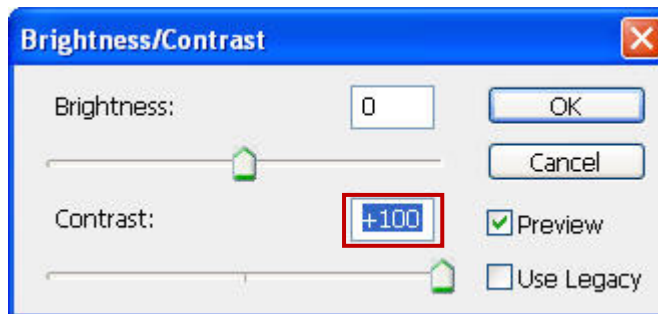 Brightness/Contrast
Brightness: 0 OK
Cancel
Contrast: +100 Preview
Use Legacy